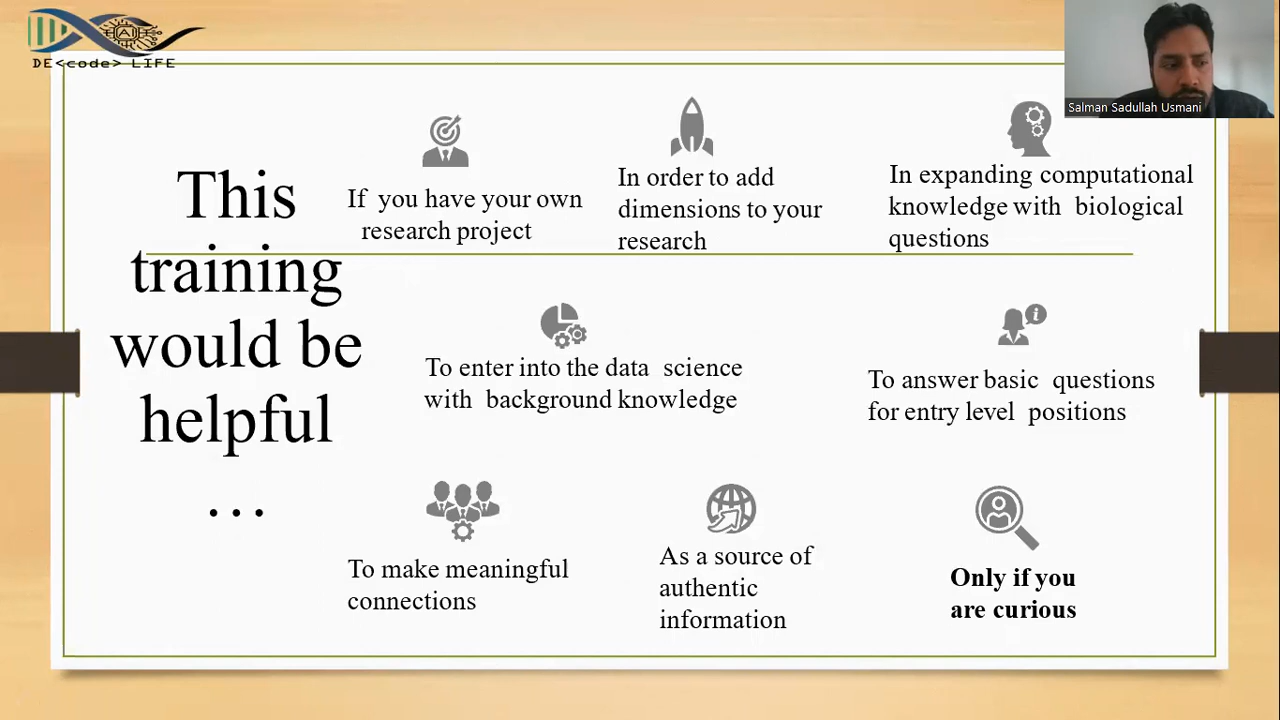 DE<code> LIFE
Salman Sadullah Usmani
This
training
would be
helpful
…
If you have your own
research project
In order to add
dimensions to your
research
In expanding computational
knowledge with biological
questions
To enter into the data science
with background knowledge
To answer basic questions
for entry level positions
To make meaningful
connections
As a source of
authentic
information
Only if you
are curious